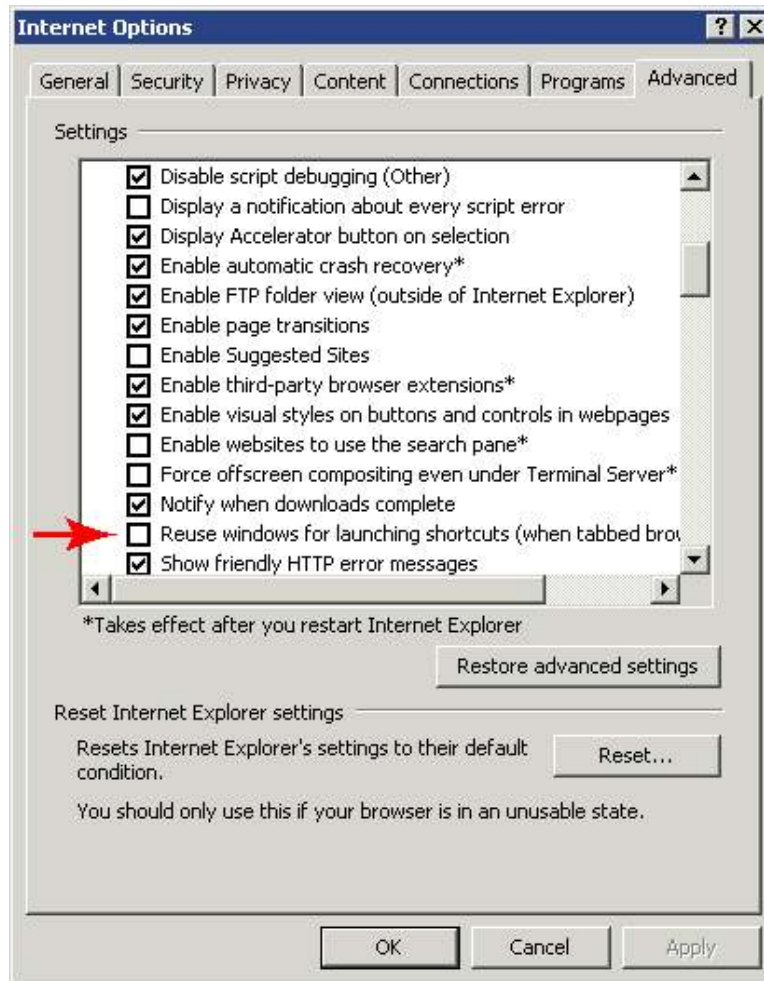 Internet Options
General Security Privacy Content Connections Programs Advanced
Settings
Disable script debugging (Other)
Display a notification about every script error
Display Accelerator button on selection
Enable automatic crash recovery*
Enable FTP folder view (outside of Internet Explorer)
Enable page transitions
Enable Suggested Sites
Enable third-party browser extensions*
Enable visual styles on buttons and controls in webpages
Enable websites to use the search pane*
Force offscreen compositing even under Terminal Server*
Notify when downloads complete
Reuse windows for launching shortcuts (when tabbed
Show friendly HTTP error messages
*Takes effect after you restart Internet Explorer
Restore advanced settings
Reset Internet Explorer settings
Resets Internet Explorer's settings to their default
condition.
Reset...
You should only use this if your browser is in an unusable state.
OK Cancel Apply